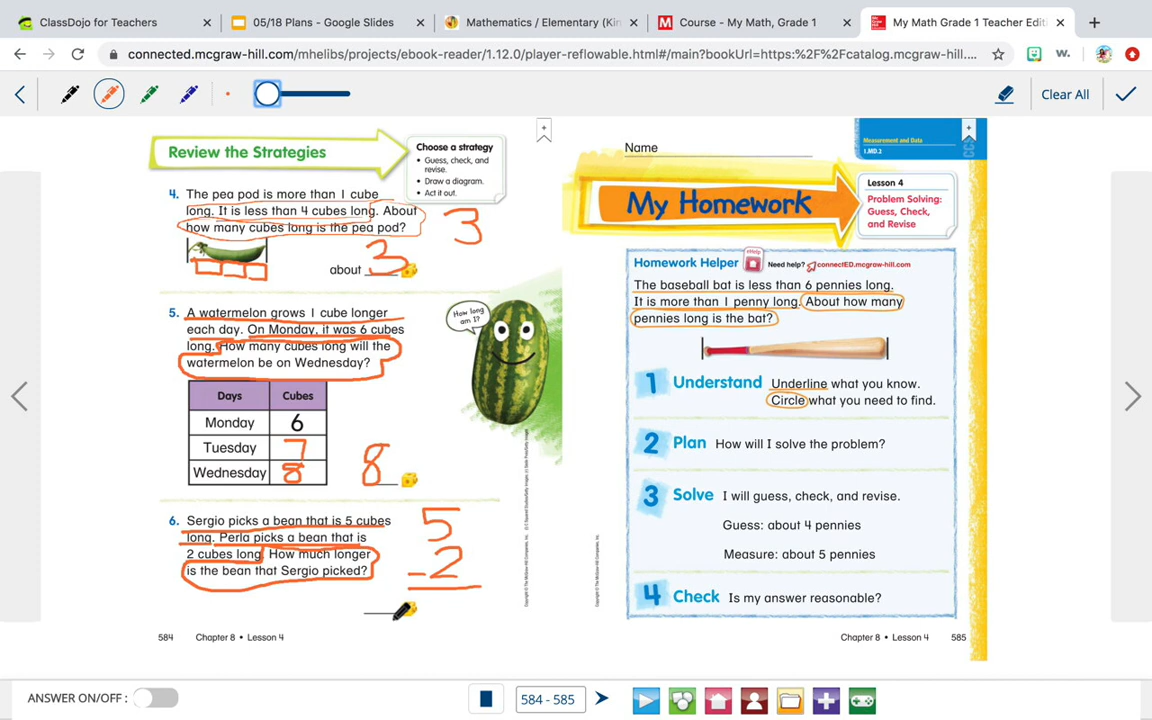 ClassDojo for Teachers
05/18 Plans - Google Slides
Mathematics / Elementary (Kin
Course - My Math, Grade 1
My Math Grade 1 Teacher Editi
connected.mcgraw-hill.com/mhelibs/projects/ebook-reader/1.12.0/player-reflowable.html#/main?bookUrl=https:%2F%2Fcatalog.mcgraw-hill....
W.
Clear All
Review the Strategies
Choose a strategy
• Guess, check, and
revise.
• Draw a diagram.
• Act it out.
4. The pea pod is more than 1 cube
long. It is less than 4 cubes long. About
how many cubes long is the pea pod?
3
about 3
5. A watermelon grows 1 cube longer
each day. On Monday, it was 6 cubes
long. How many cubes long will the
watermelon be on Wednesday?
How long
am I?
Days Cubes
Monday 6
Tuesday 7
Wednesday 8
8
6. Sergio picks a bean that is 5 cubes
long. Perla picks a bean that is
2 cubes long. How much longer
is the bean that Sergio picked?
5
-2
584 Chapter 8 • Lesson 4
Name
Measurement and Data
1.MD.2
CCSS
My Homework
Lesson 4
Problem Solving:
Guess, Check,
and Revise
Homework Helper
eHelp
Need help? connectED.mcgraw-hill.com
The baseball bat is less than 6 pennies long.
It is more than 1 penny long. About how many
pennies long is the bat?
1 Understand Underline what you know.
Circle what you need to find.
2 Plan How will I solve the problem?
3 Solve I will guess, check, and revise.
Guess: about 4 pennies
Measure: about 5 pennies
4 Check Is my answer reasonable?
Chapter 8 • Lesson 4 585
ANSWER ON/OFF :
584 - 585